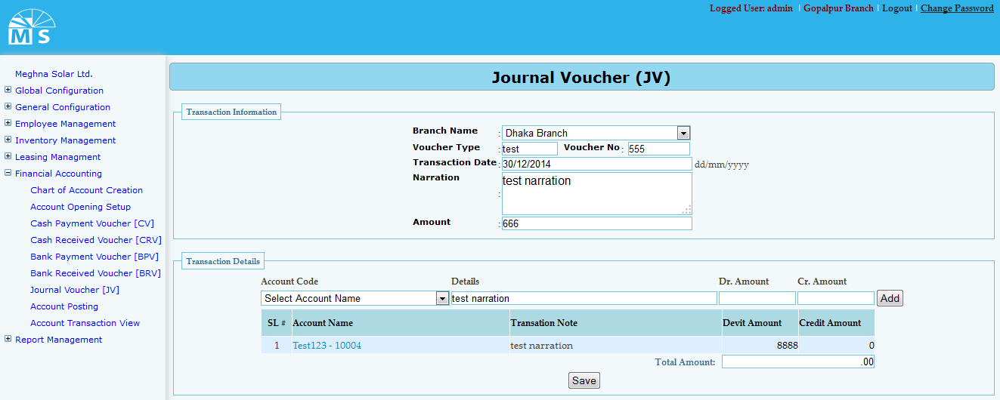 Logged User: admin | Gopalpur Branch | Logout | Change Password
M S
Meghna Solar Ltd.
Global Configuration
General Configuration
Employee Management
Inventory Management
Leasing Managment
Financial Accounting
Chart of Account Creation
Account Opening Setup
Cash Payment Voucher [CV]
Cash Received Voucher [CRV]
Bank Payment Voucher [BPV]
Bank Received Voucher [BRV]
Journal Voucher [JV]
Account Posting
Account Transaction View
Report Management
Journal Voucher (JV)
Transaction Information
Branch Name : Dhaka Branch
Voucher Type : test Voucher No : 555
Transaction Date : 30/12/2014 dd/mm/yyyy
Narration : test narration
Amount : 666
Transaction Details
Account Code Details Dr. Amount Cr. Amount
Select Account Name test narration Add
SL # Account Name Transation Note Devit Amount Credit Amount
1 Test123 - 10004 test narration 8888 0
Total Amount: .00
Save